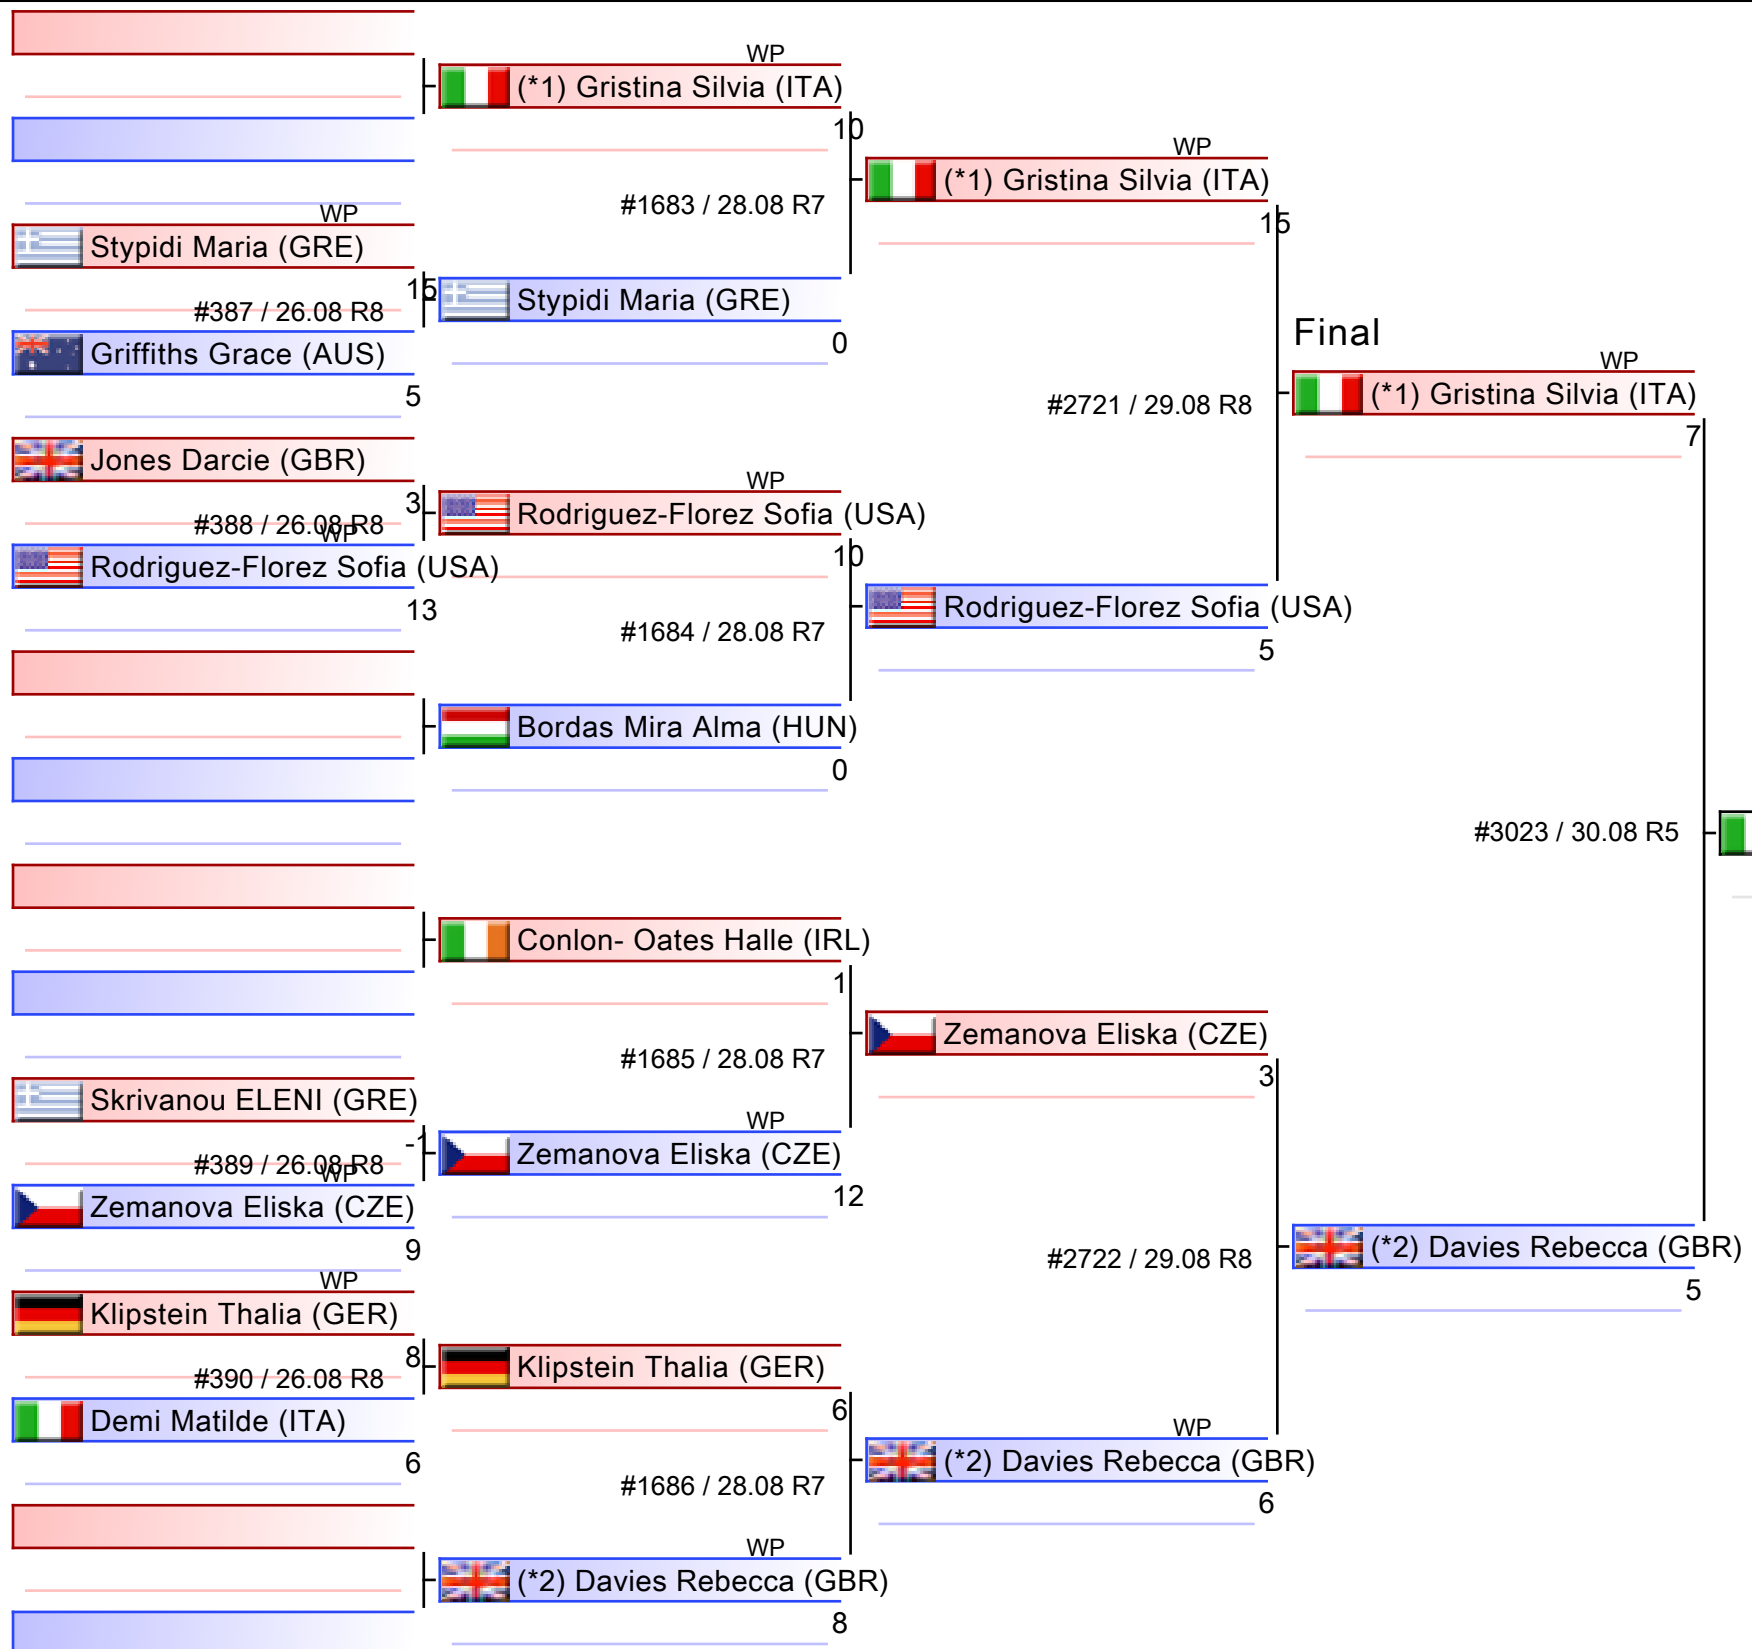 WP
(*1) Gristina Silvia (ITA)
10
WP
(*1) Gristina Silvia (ITA)
#1683 / 28.08 R7
WP
15
Stypidi Maria (GRE)
15
#387 / 26.08 R8
Stypidi Maria (GRE)
Final
0
Griffiths Grace (AUS)
WP
5
#2721 / 29.08 R8
(*1) Gristina Silvia (ITA)
7
Jones Darcie (GBR)
WP
3
#388 / 26.08 R8
Rodriguez-Florez Sofia (USA)
WP
10
Rodriguez-Florez Sofia (USA)
Rodriguez-Florez Sofia (USA)
13
#1684 / 28.08 R7
5
Bordas Mira Alma (HUN)
0
#3023 / 30.08 R5
Conlon- Oates Halle (IRL)
1
Zemanova Eliska (CZE)
#1685 / 28.08 R7
3
Skrivanou ELENI (GRE)
WP
-1
#389 / 26.08 R8
Zemanova Eliska (CZE)
WP
12
Zemanova Eliska (CZE)
9
#2722 / 29.08 R8
(*2) Davies Rebecca (GBR)
WP
5
Klipstein Thalia (GER)
8
#390 / 26.08 R8
Klipstein Thalia (GER)
6
Demi Matilde (ITA)
WP
6
(*2) Davies Rebecca (GBR)
#1686 / 28.08 R7
6
WP
(*2) Davies Rebecca (GBR)
8